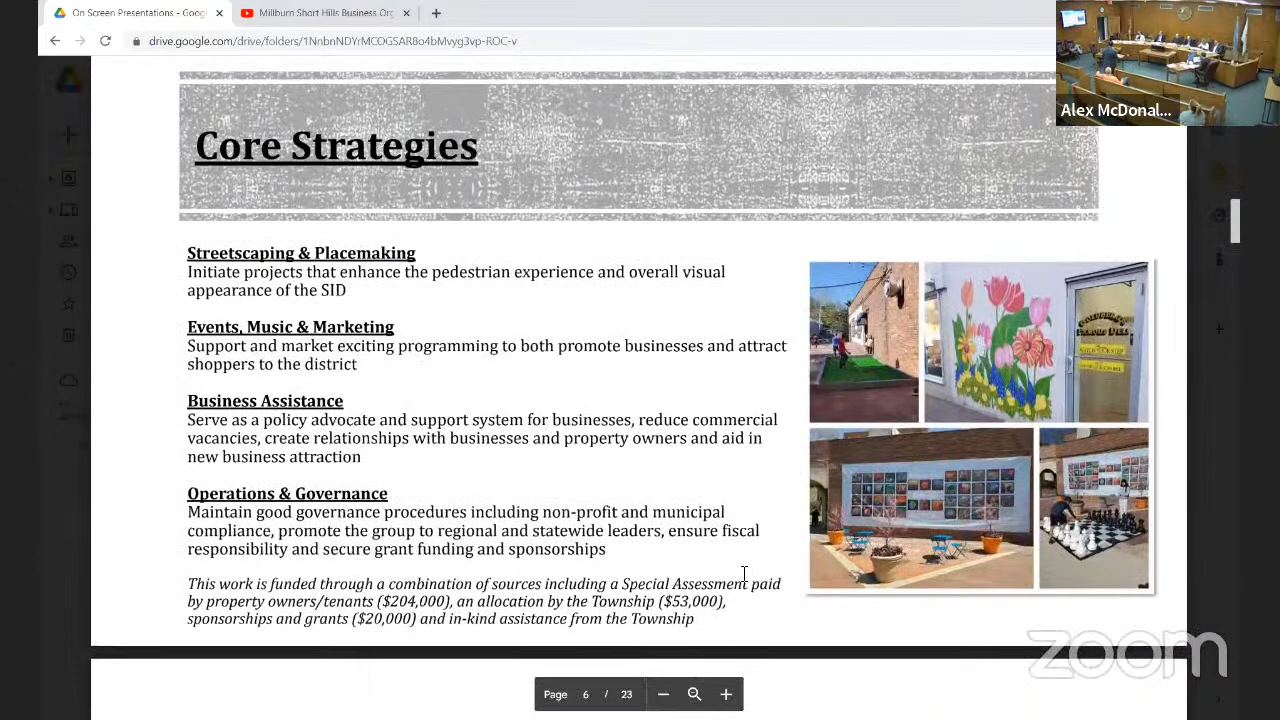 On Screen Presentations - Goog
Millburn Short Hills Business Org
Alex McDonal...
Core Strategies
Streetscaping & Placemaking
Initiate projects that enhance the pedestrian experience and overall visual
appearance of the SID
Events, Music & Marketing
Support and market exciting programming to both promote businesses and attract
shoppers to the district
Business Assistance
Serve as a policy advocate and support system for businesses, reduce commercial
vacancies, create relationships with businesses and property owners and aid in
new business attraction
Operations & Governance
Maintain good governance procedures including non-profit and municipal
compliance, promote the group to regional and statewide leaders, ensure fiscal
responsibility and secure grant funding and sponsorships
This work is funded through a combination of sources including a Special Assessment paid
by property owners/tenants ($204,000), an allocation by the Township ($53,000),
sponsorships and grants ($20,000) and in-kind assistance from the Township
zoom
Page 6 / 23